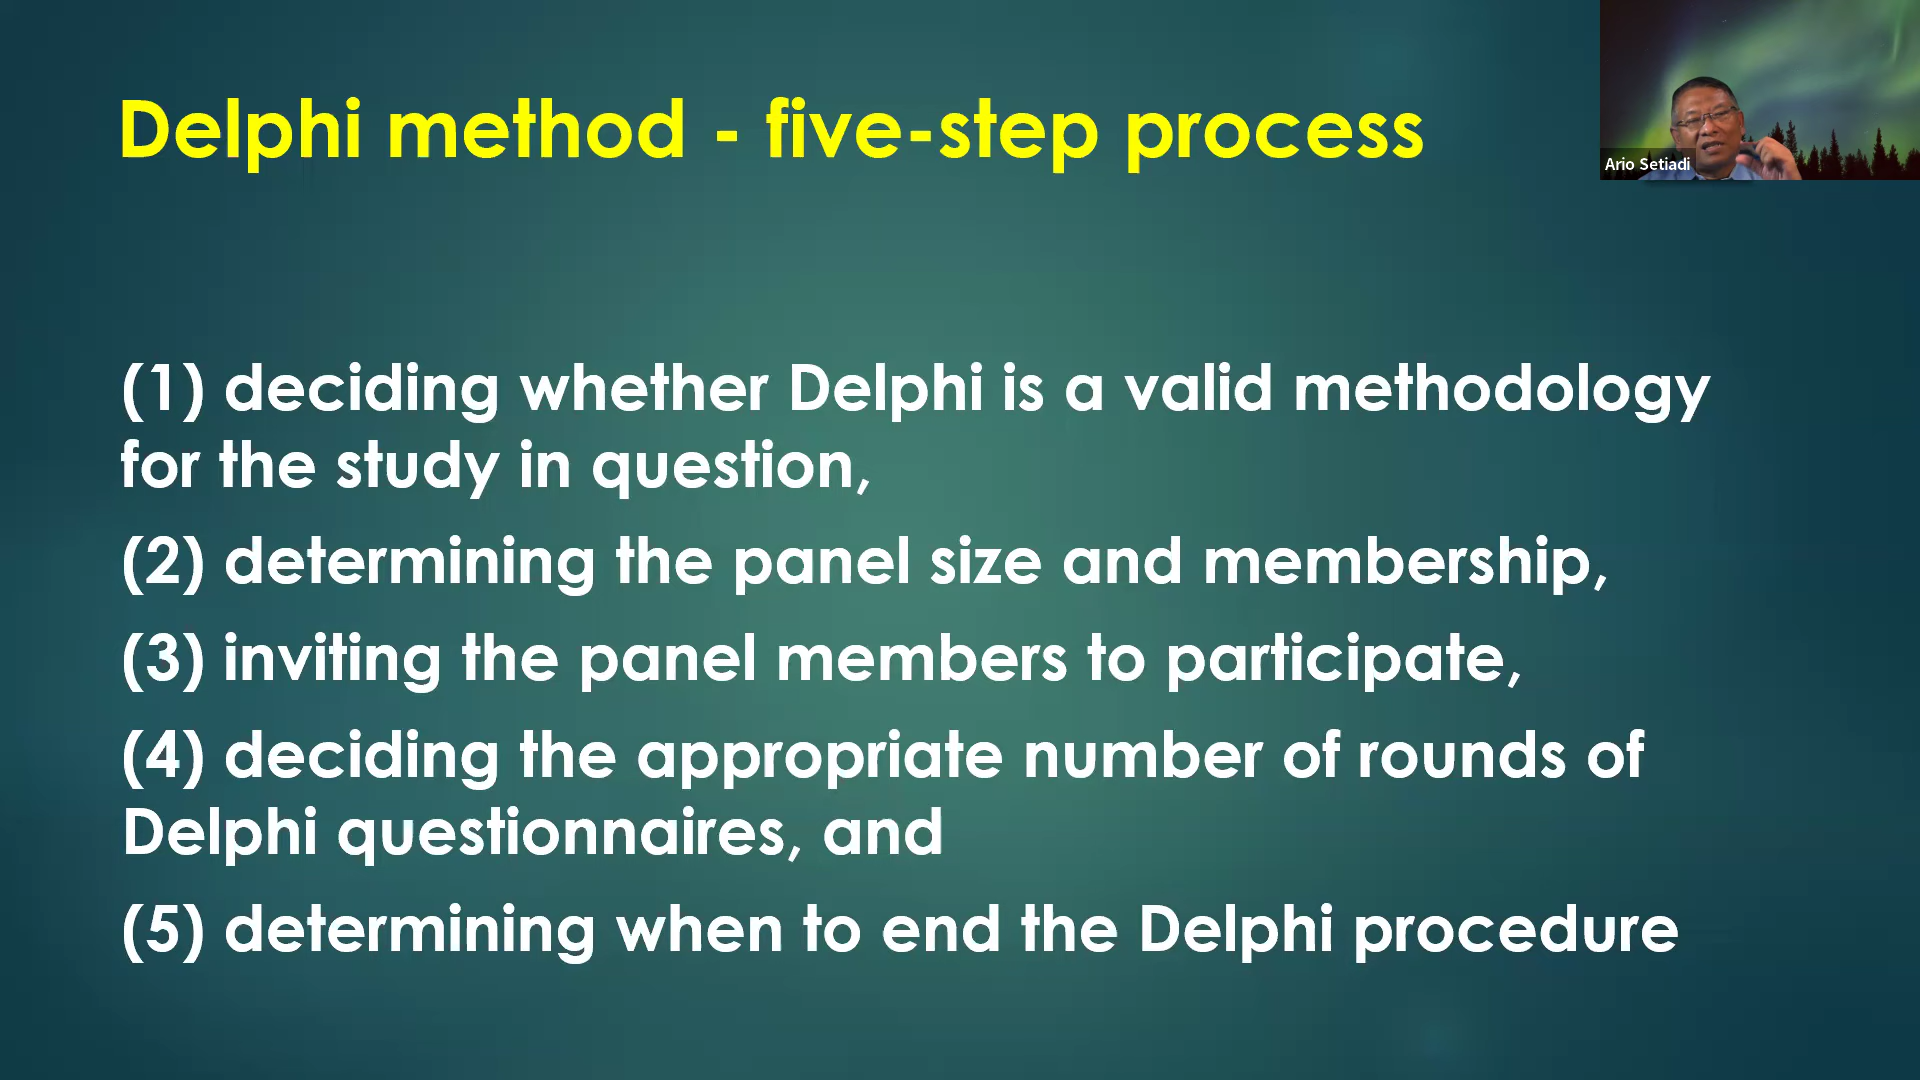 Delphi method - five-step process
Ario Setiadi
(1) deciding whether Delphi is a valid methodology
for the study in question,
(2) determining the panel size and membership,
(3) inviting the panel members to participate,
(4) deciding the appropriate number of rounds of
Delphi questionnaires, and
(5) determining when to end the Delphi procedure